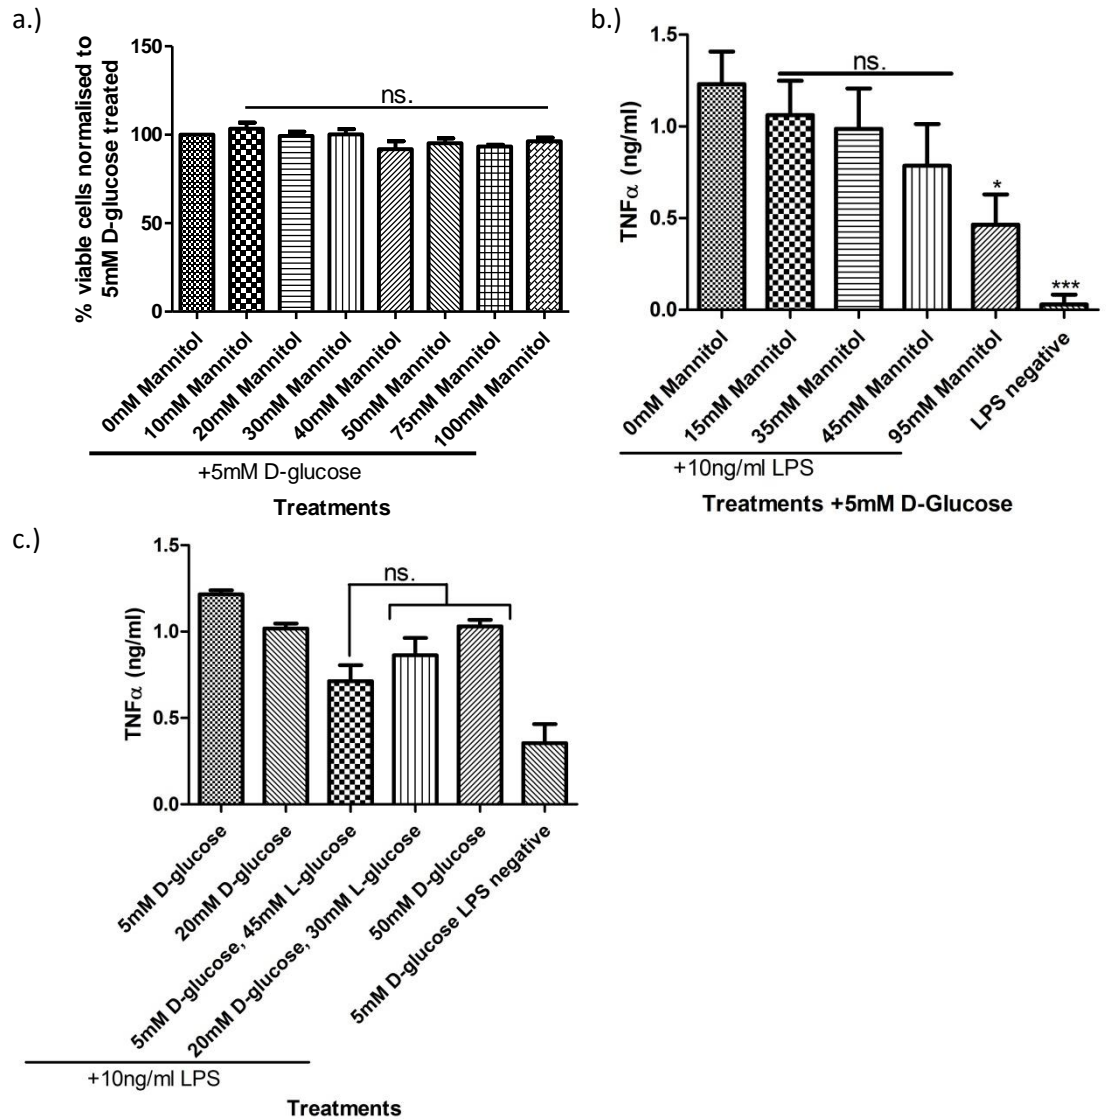 a.)
% viable cells normalised to
5mM D-glucose treated
150
100
50
0
ns.
0mM Mannitol
10mM Mannitol
20mM Mannitol
30mM Mannitol
40mM Mannitol
50mM Mannitol
75mM Mannitol
100mM Mannitol
+5mM D-glucose
Treatments
b.)
TNFα (ng/ml)
1.5
1.0
0.5
0.0
ns.
*
***
0mM Mannitol
15mM Mannitol
35mM Mannitol
45mM Mannitol
95mM Mannitol
LPS negative
+10ng/ml LPS
Treatments +5mM D-Glucose
c.)
TNFα (ng/ml)
1.5
1.0
0.5
0.0
ns.
5mM D-glucose
20mM D-glucose
5mM D-glucose, 45mM L-glucose
20mM D-glucose, 30mM L-glucose
50mM D-glucose
5mM D-glucose LPS negative
+10ng/ml LPS
Treatments